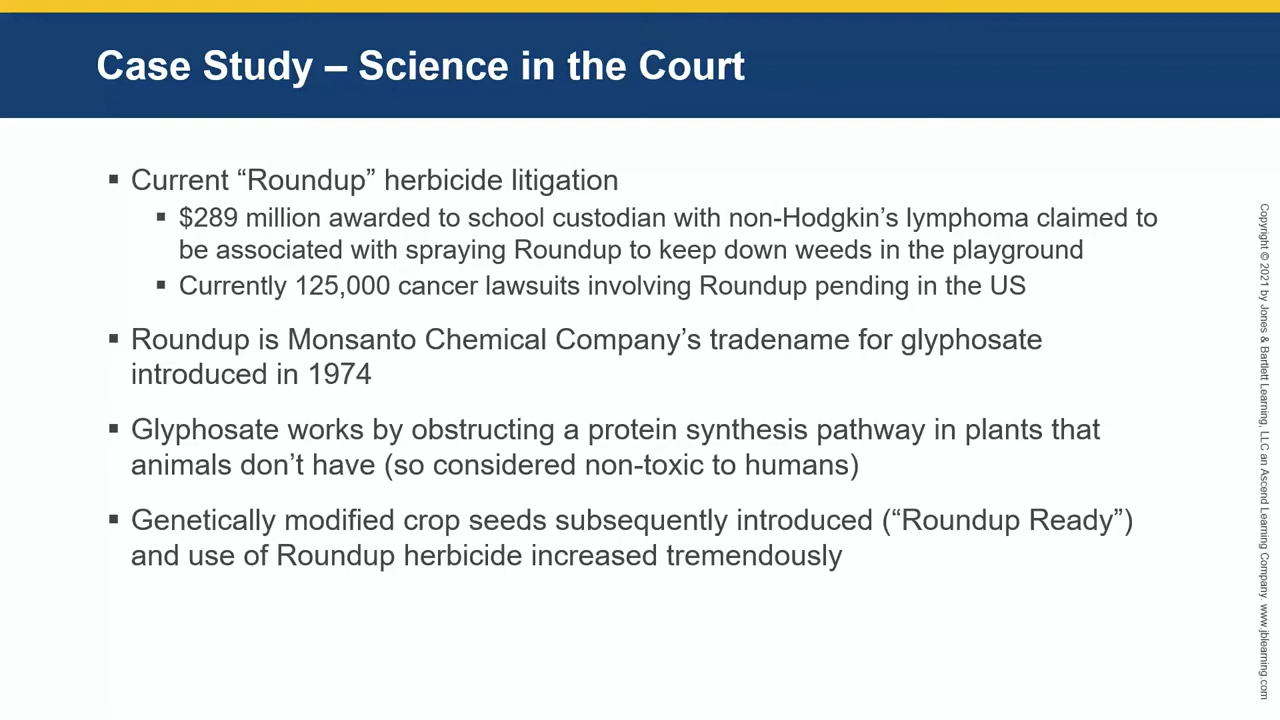 Case Study – Science in the Court
▪ Current “Roundup” herbicide litigation
▪ $289 million awarded to school custodian with non-Hodgkin’s lymphoma claimed to
be associated with spraying Roundup to keep down weeds in the playground
▪ Currently 125,000 cancer lawsuits involving Roundup pending in the US
▪ Roundup is Monsanto Chemical Company’s tradename for glyphosate
introduced in 1974
▪ Glyphosate works by obstructing a protein synthesis pathway in plants that
animals don’t have (so considered non-toxic to humans)
▪ Genetically modified crop seeds subsequently introduced (“Roundup Ready”)
and use of Roundup herbicide increased tremendously
Copyright © 2021 by Jones & Bartlett Learning, LLC an Ascend Learning Company. www.jblearning.com